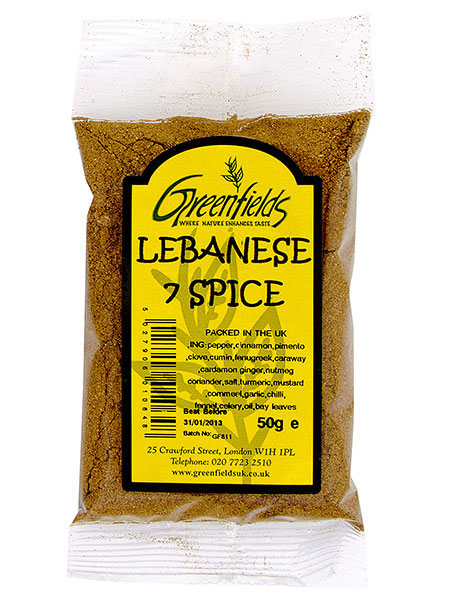 Greenfields
WHERE NATURE ENHANCES TASTE
LEBANESE
7 SPICE
PACKED IN THE UK
.ING:pepper,cinnamon,pimento
,clove,cumin,fenugreek,caraway
,cardamon ginger,nutmeg
coriander,salt,turmeric,mustard
,commerl,garlic,chilli,
fennel,celery,oil,bay leaves
Best Before
31/01/2013
50g e
Batch No: GF811
5027906010848
25 Crawford Street, London W1H 1PL
Telephone: 020 7723 2510
www.greenfieldsuk.co.uk